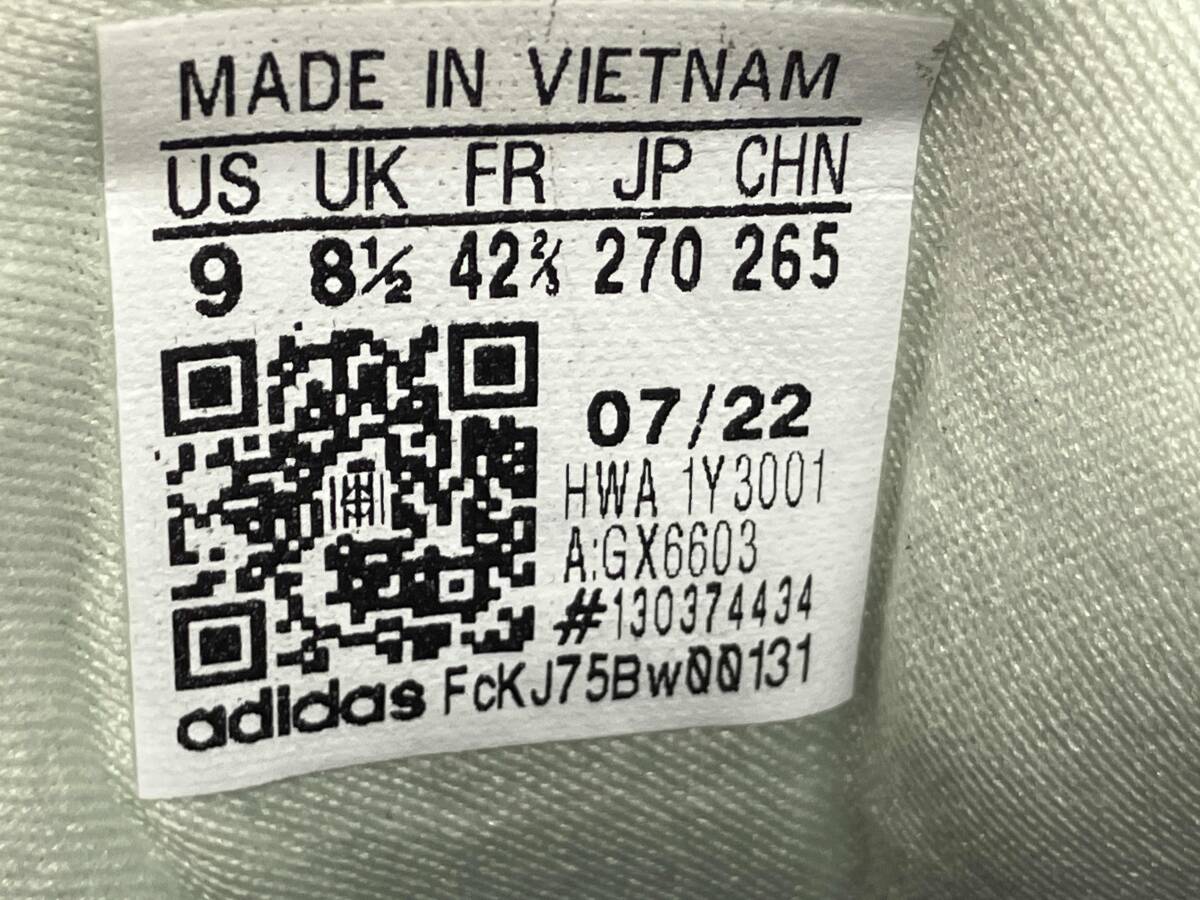 MADE IN VIETNAM
US UK FR JP CHN
9 8½ 42⅔ 270 265
07/22
HWA 1Y3001
A:GX6603
#130374434
adidas FcKJ75Bw00131